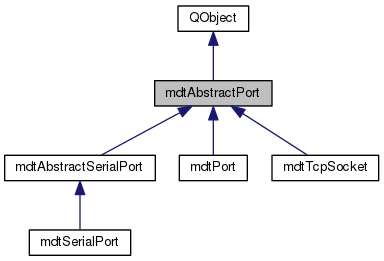 QObject
mdtAbstractPort
mdtAbstractSerialPort
mdtPort
mdtTcpSocket
mdtSerialPort